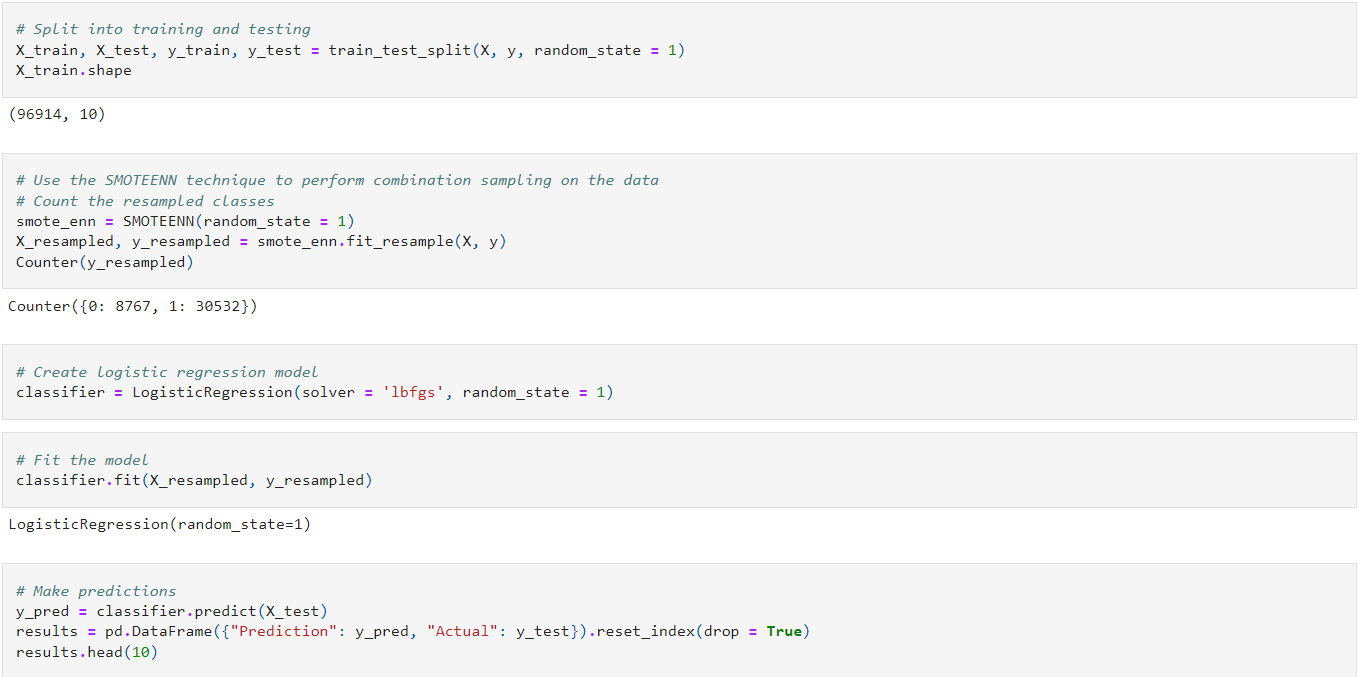 # Split into training and testing
X_train, X_test, y_train, y_test = train_test_split(X, y, random_state = 1)
X_train.shape
(96914, 10)
# Use the SMOTEENN technique to perform combination sampling on the data
# Count the resampled classes
smote_enn = SMOTEENN(random_state = 1)
X_resampled, y_resampled = smote_enn.fit_resample(X, y)
Counter(y_resampled)
Counter({0: 8767, 1: 30532})
# Create logistic regression model
classifier = LogisticRegression(solver = 'lbfgs', random_state = 1)
# Fit the model
classifier.fit(X_resampled, y_resampled)
LogisticRegression(random_state=1)
# Make predictions
y_pred = classifier.predict(X_test)
results = pd.DataFrame({"Prediction": y_pred, "Actual": y_test}).reset_index(drop = True)
results.head(10)